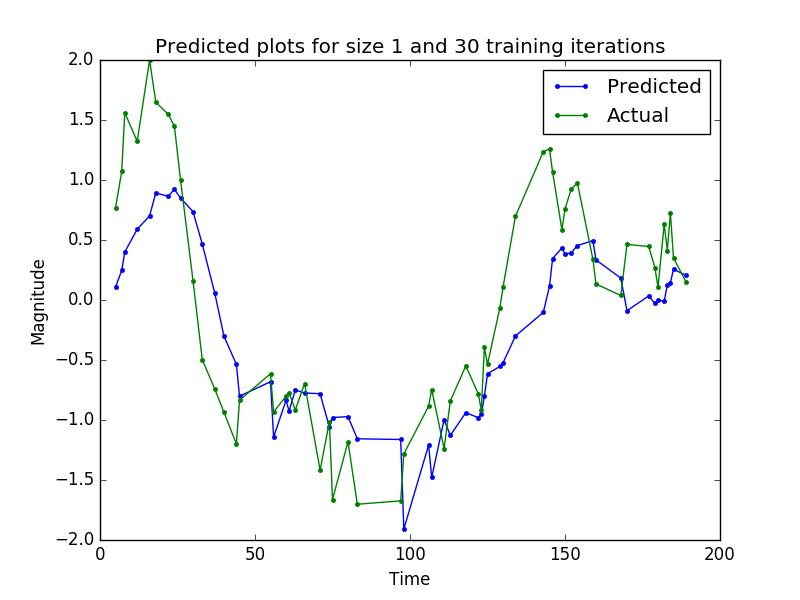 Predicted plots for size 1 and 30 training iterations
Predicted
Actual
2.0
1.5
1.0
0.5
0.0
−0.5
−1.0
−1.5
−2.0
Magnitude
0 50 100 150 200
Time